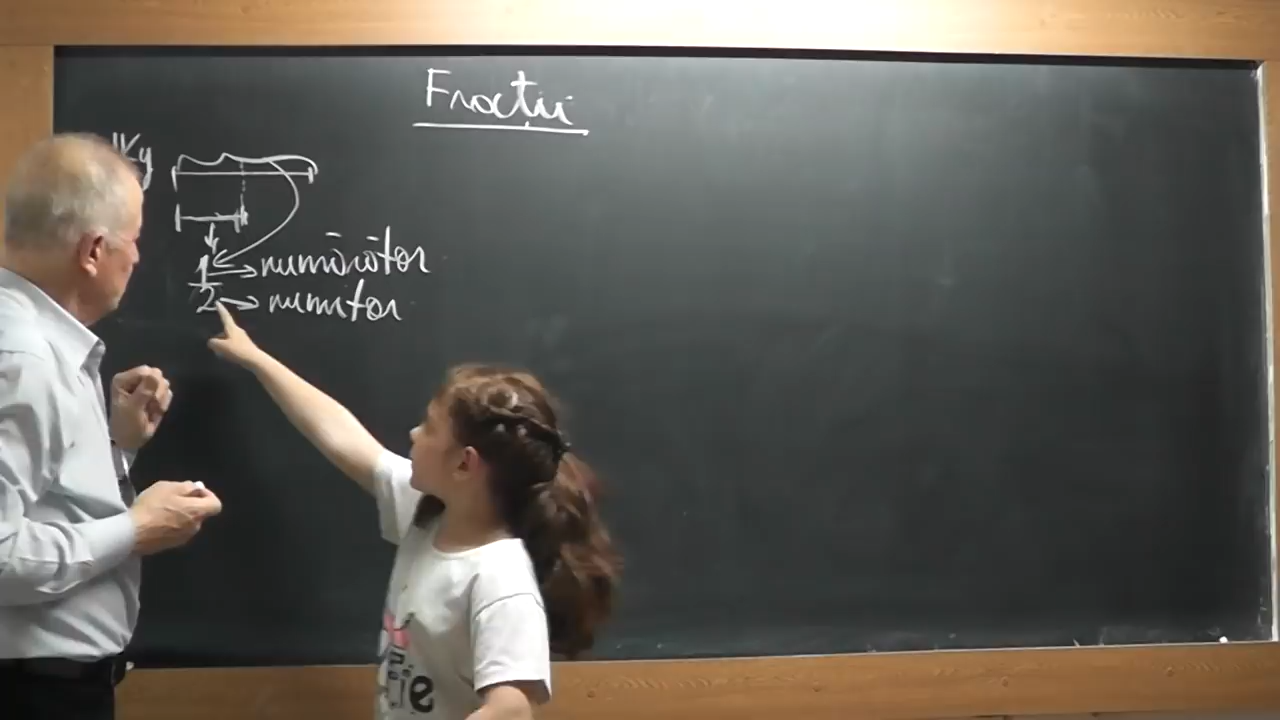 Fracții
1Kg
1 → numărător
2 → numitor